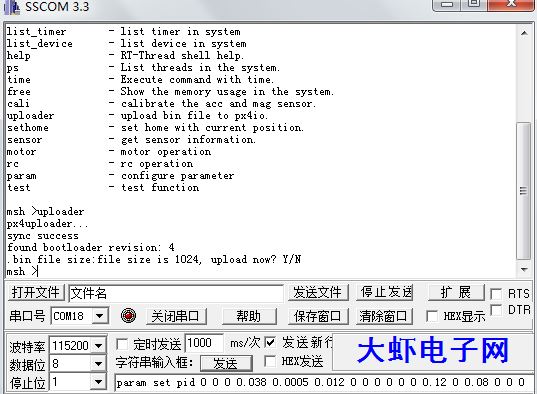 SSCOM 3.3
list_timer - list timer in system
list_device - list device in system
help - RT-Thread shell help.
ps - List threads in the system.
time - Execute command with time.
free - Show the memory usage in the system.
cali - calibrate the acc and mag sensor.
uploader - upload bin file to px4io.
sethome - set home with current position.
sensor - get sensor information.
motor - motor operation
rc - rc operation
param - configure parameter
test - test function
msh >uploader
px4uploader...
sync success
found bootloader revision: 4
.bin file size:file size is 1024, upload now? Y/N
msh >
打开文件 文件名 发送文件 停止发送 扩展 RTS
串口号 COM18 关闭串口 帮助 保存窗口 清除窗口 HEX显示 DTR
波特率 115200 定时发送 1000 ms/次 发送新行
数据位 8 字符串输入框: 发送 HEX发送
停止位 1 param set pid 0 0 0 0.038 0.0005 0.012 0 0 0 0 0 0 0.12 0 0.08 0 0 0
大虾电子网